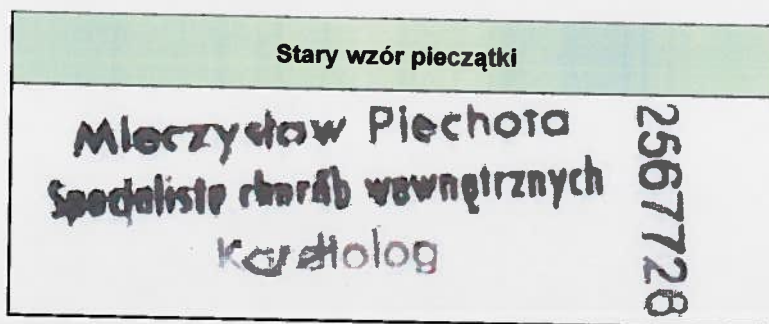 Stary wzór pieczątki
Mieczysław Piechota
Specjalista chorób wewnętrznych
Kardiolog
2567728